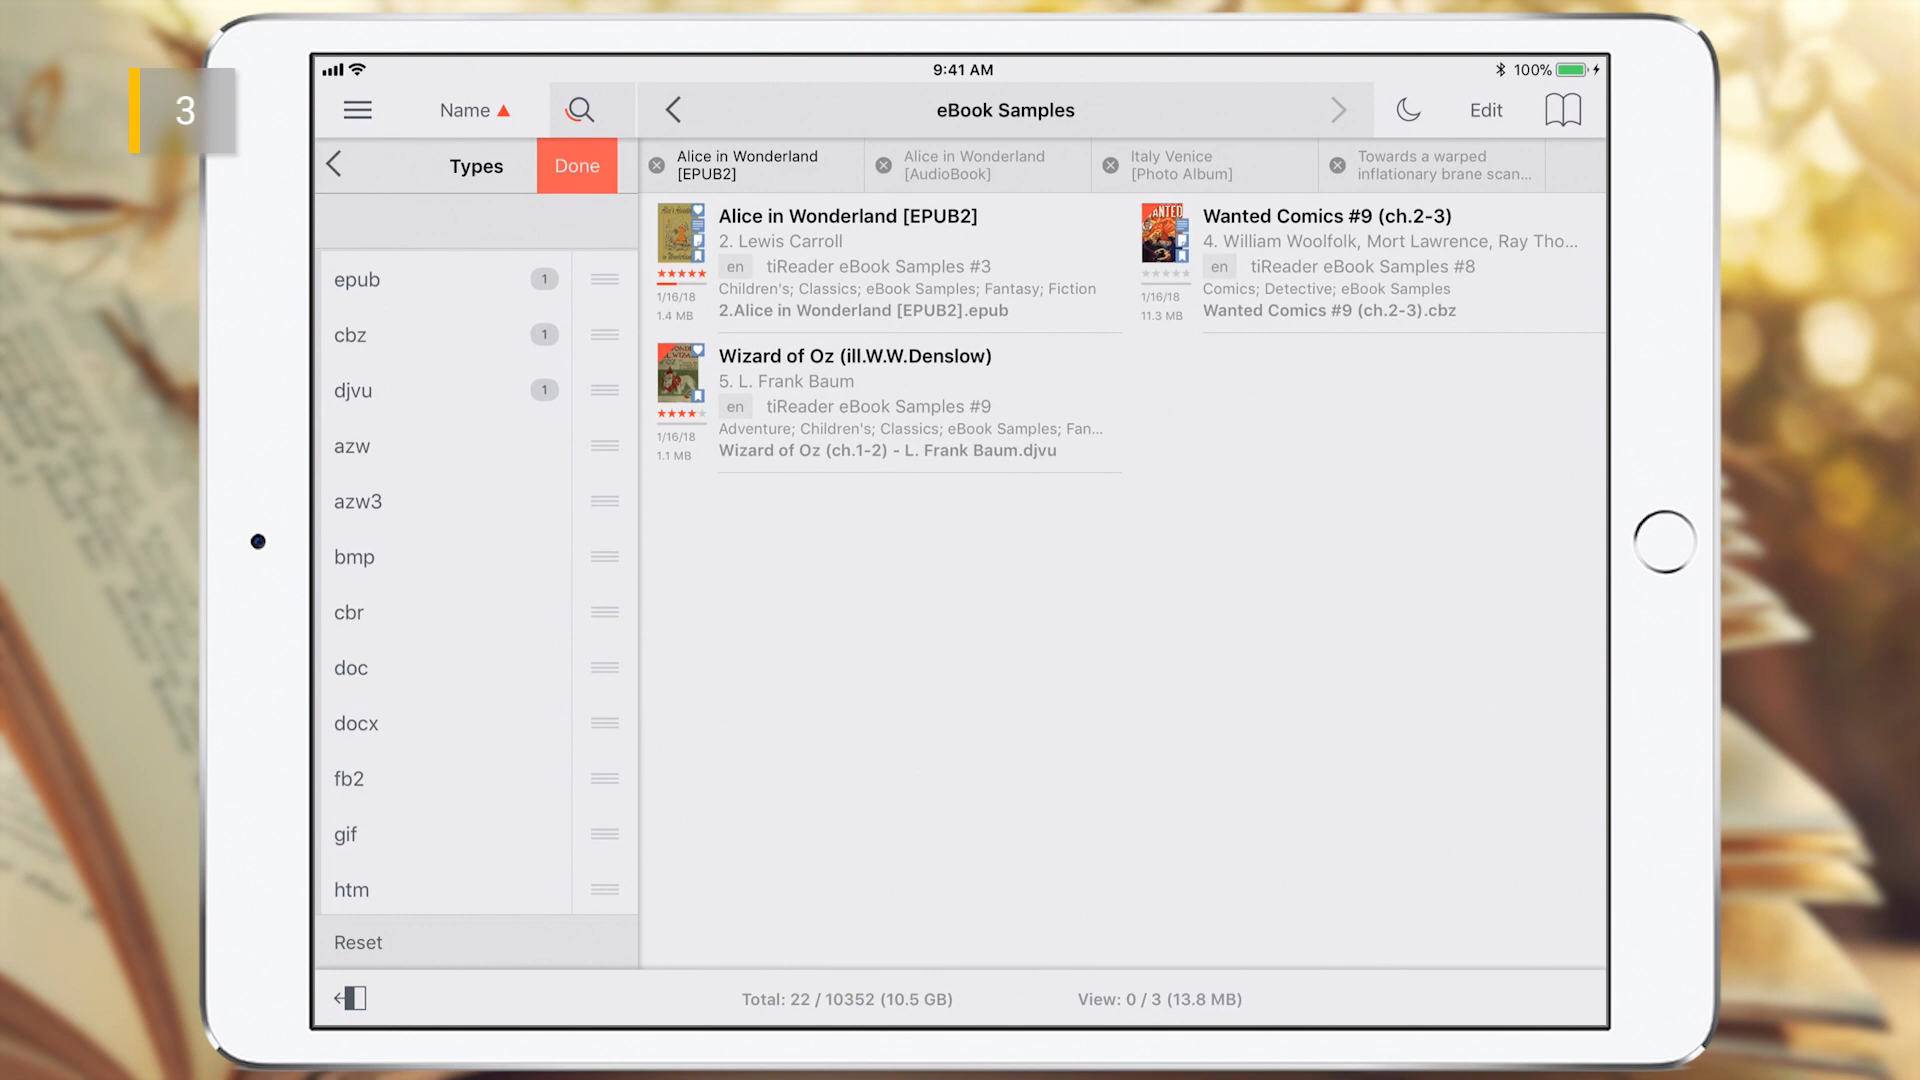 3
9:41 AM
100%
Name
eBook Samples
Edit
Types
Done
Alice in Wonderland
[EPUB2]
Alice in Wonderland
[AudioBook]
Italy Venice
[Photo Album]
Towards a warped
inflationary brane scan...
epub 1
cbz 1
djvu 1
azw
azw3
bmp
cbr
doc
docx
fb2
gif
htm
Reset
Alice in Wonderland [EPUB2]
2. Lewis Carroll
en tiReader eBook Samples #3
Children's; Classics; eBook Samples; Fantasy; Fiction
2.Alice in Wonderland [EPUB2].epub
1/16/18
1.4 MB
WANTED
Wanted Comics #9 (ch.2-3)
4. William Woolfolk, Mort Lawrence, Ray Tho...
en tiReader eBook Samples #8
Comics; Detective; eBook Samples
Wanted Comics #9 (ch.2-3).cbz
1/16/18
11.3 MB
Wizard of Oz (ill.W.W.Denslow)
5. L. Frank Baum
en tiReader eBook Samples #9
Adventure; Children's; Classics; eBook Samples; Fan...
Wizard of Oz (ch.1-2) - L. Frank Baum.djvu
1/16/18
1.1 MB
Total: 22 / 10352 (10.5 GB)
View: 0 / 3 (13.8 MB)